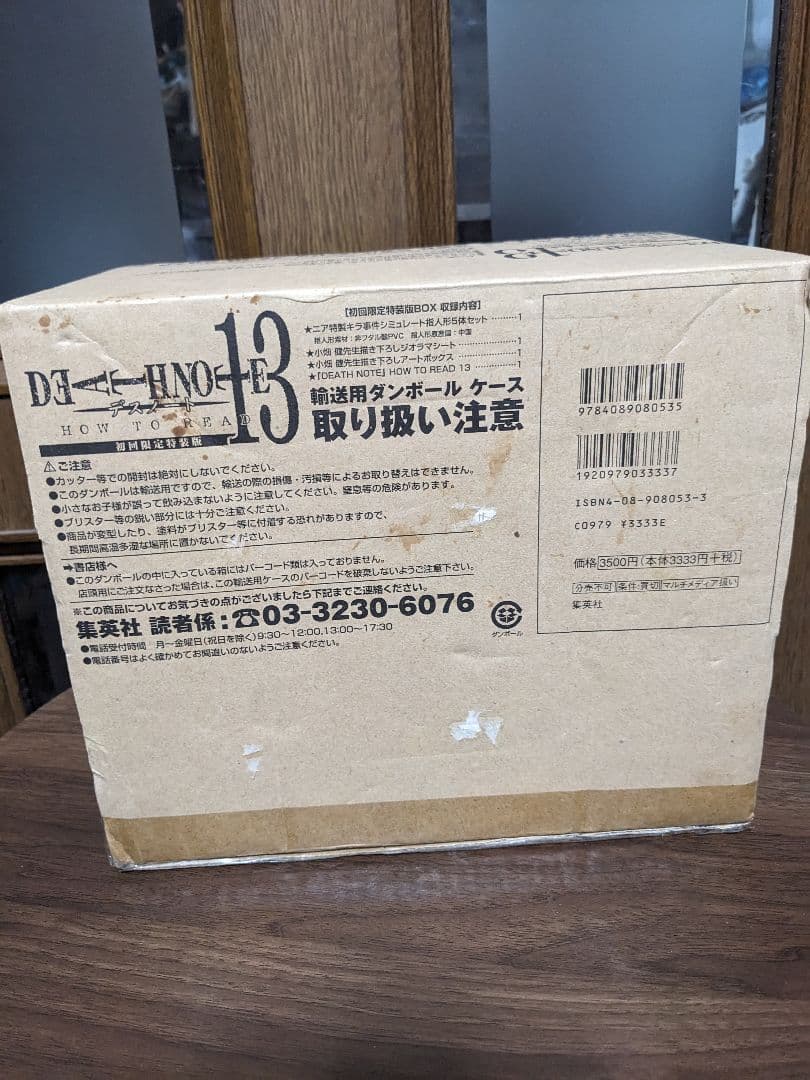 DEATH NOTE
デスノート
HOW TO READ
13
初回限定特装版
【初回限定特装版BOX 収録内容】
★ニア特製キラ事件シミュレート指人形5体セット ………1
指人形素材：非フタル酸PVC 指人形原産国：中国
★小畑 健先生描き下ろしジオラマシート ………1
★小畑 健先生描き下ろしアートボックス ………1
★「DEATH NOTE」HOW TO READ 13 ………1
輸送用ダンボール ケース
取り扱い注意
⚠ご注意
●カッター等での開封は絶対にしないでください。
●このダンボールは輸送用ですので、輸送の際の損傷・汚損等によるお取り替えはできません。
●小さなお子様が誤って飲み込まないように注意してください。窒息等の危険があります。
●ブリスター等の鋭い部分には十分ご注意ください。
●商品が変型したり、塗料がブリスター等に付着する恐れがありますので、
長期間高温多湿な場所に置かないでください。
➡書店様へ
●このダンボールの中に入っている箱にはバーコード類は入っておりません。
店頭用にご注文なさった場合は、この輸送用ケースのバーコードを破棄しないようご注意下さい。
※この商品についてお気づきの点がございましたら下記までご連絡ください。
集英社 読者係：☎03-3230-6076
●電話受付時間 月～金曜日(祝日を除く)9:30～12:00,13:00～17:30
●電話番号はよく確かめてお間違いのないようご注意ください。
ダンボール
9784089080535
1920979033337
ISBN4-08-908053-3
C0979 ¥3333E
価格 3500円(本体3333円+税)
分売不可 条件:買切 マルチメディア扱い
集英社